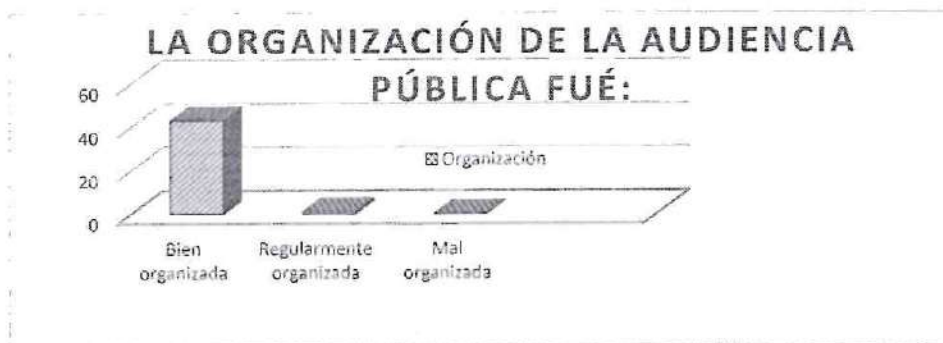 LA ORGANIZACIÓN DE LA AUDIENCIA
PÚBLICA FUÉ:
60
40
20
0
Organización
Bien
organizada
Regularmente
organizada
Mal
organizada